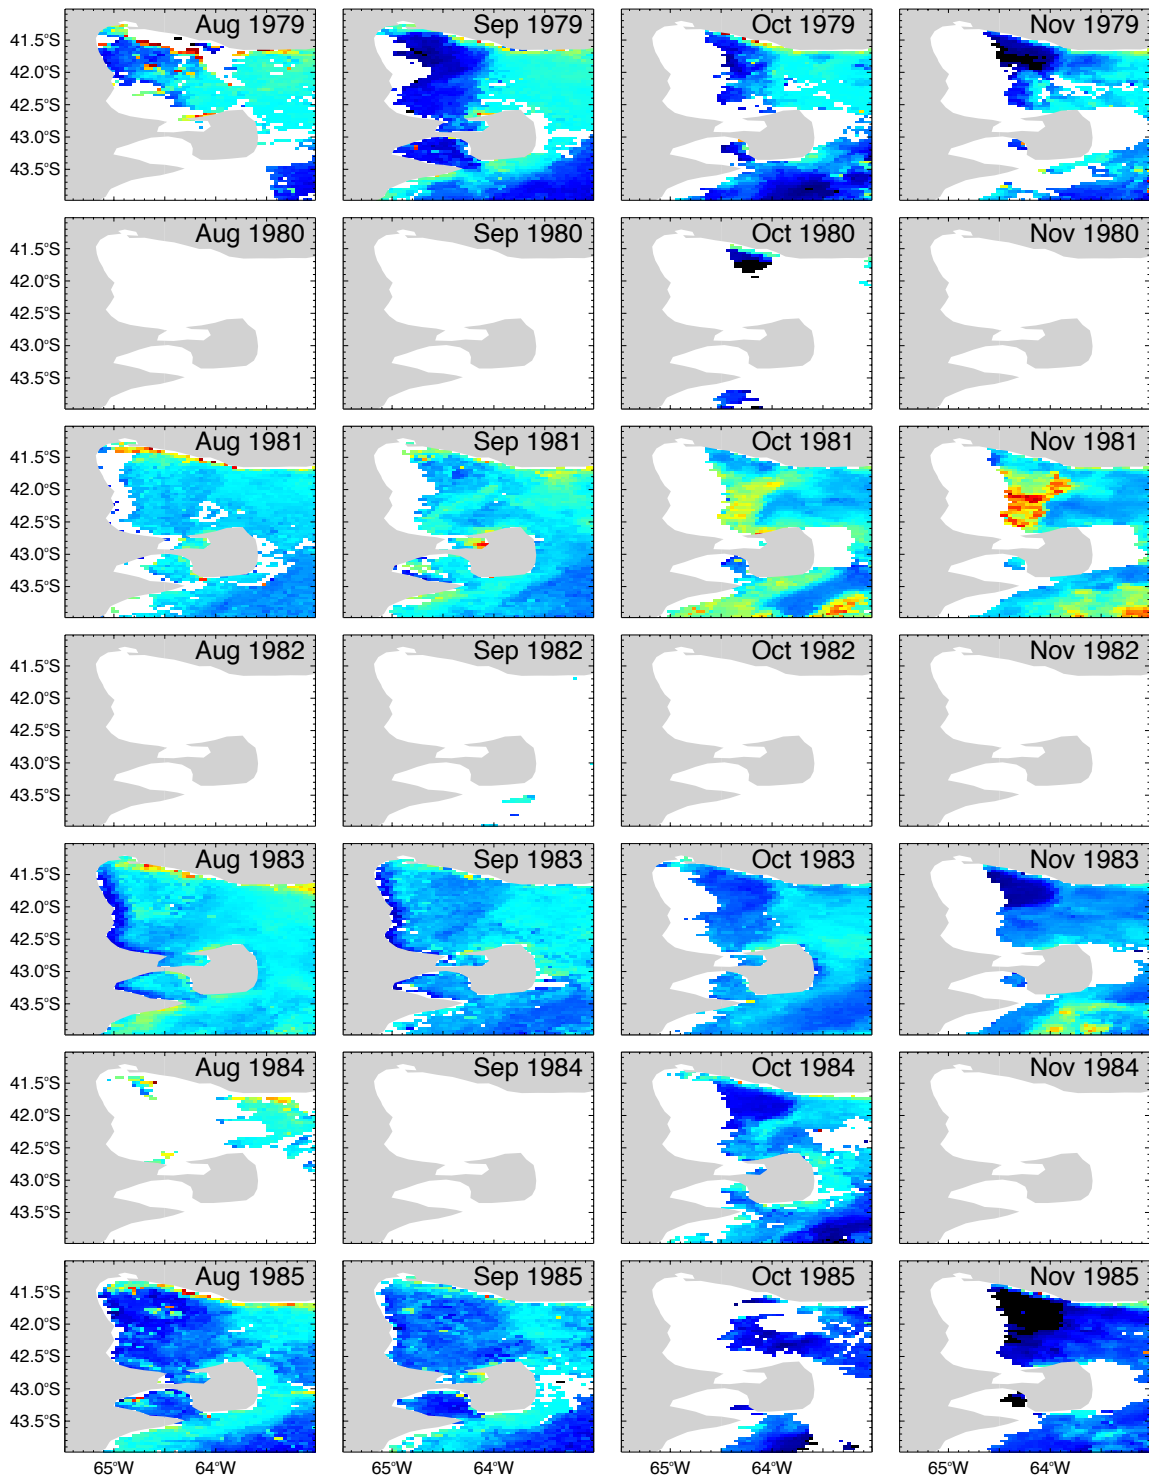 Aug 1979 Sep 1979 Oct 1979 Nov 1979
41.5°S
42.0°S
42.5°S
43.0°S
43.5°S
Aug 1980 Sep 1980 Oct 1980 Nov 1980
41.5°S
42.0°S
42.5°S
43.0°S
43.5°S
Aug 1981 Sep 1981 Oct 1981 Nov 1981
41.5°S
42.0°S
42.5°S
43.0°S
43.5°S
Aug 1982 Sep 1982 Oct 1982 Nov 1982
41.5°S
42.0°S
42.5°S
43.0°S
43.5°S
Aug 1983 Sep 1983 Oct 1983 Nov 1983
41.5°S
42.0°S
42.5°S
43.0°S
43.5°S
Aug 1984 Sep 1984 Oct 1984 Nov 1984
41.5°S
42.0°S
42.5°S
43.0°S
43.5°S
Aug 1985 Sep 1985 Oct 1985 Nov 1985
41.5°S
42.0°S
42.5°S
43.0°S
43.5°S
65°W 64°W 65°W 64°W 65°W 64°W 65°W 64°W